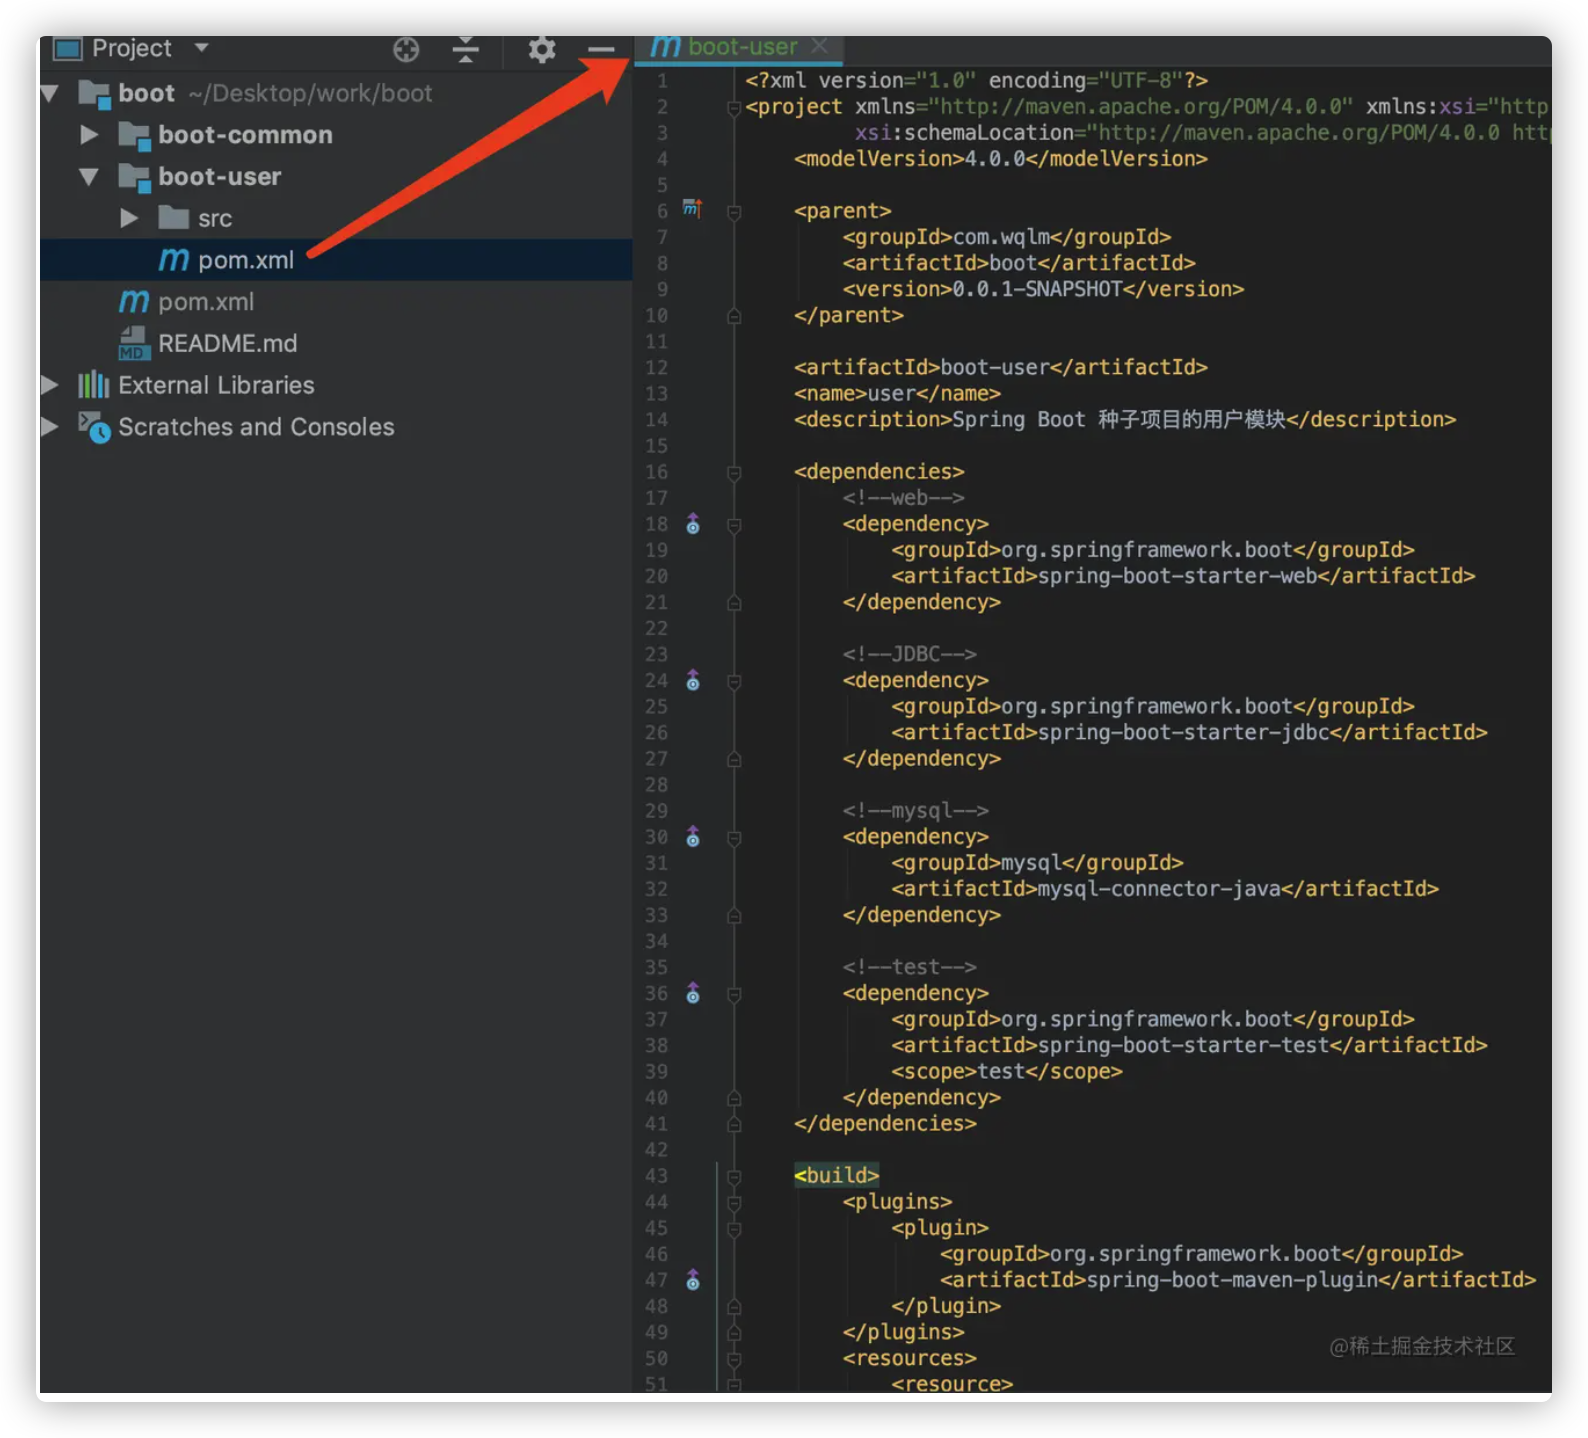 Project
boot ~/Desktop/work/boot
boot-common
boot-user
src
pom.xml
pom.xml
README.md
External Libraries
Scratches and Consoles
boot-user
1 <?xml version="1.0" encoding="UTF-8"?>
2 <project xmlns="http://maven.apache.org/POM/4.0.0" xmlns:xsi="http
3 xsi:schemaLocation="http://maven.apache.org/POM/4.0.0 http
4 <modelVersion>4.0.0</modelVersion>
5
6 <parent>
7 <groupId>com.wqlm</groupId>
8 <artifactId>boot</artifactId>
9 <version>0.0.1-SNAPSHOT</version>
10 </parent>
11
12 <artifactId>boot-user</artifactId>
13 <name>user</name>
14 <description>Spring Boot 种子项目的用户模块</description>
15
16 <dependencies>
17 <!--web-->
18 <dependency>
19 <groupId>org.springframework.boot</groupId>
20 <artifactId>spring-boot-starter-web</artifactId>
21 </dependency>
22
23 <!--JDBC-->
24 <dependency>
25 <groupId>org.springframework.boot</groupId>
26 <artifactId>spring-boot-starter-jdbc</artifactId>
27 </dependency>
28
29 <!--mysql-->
30 <dependency>
31 <groupId>mysql</groupId>
32 <artifactId>mysql-connector-java</artifactId>
33 </dependency>
34
35 <!--test-->
36 <dependency>
37 <groupId>org.springframework.boot</groupId>
38 <artifactId>spring-boot-starter-test</artifactId>
39 <scope>test</scope>
40 </dependency>
41 </dependencies>
42
43 <build>
44 <plugins>
45 <plugin>
46 <groupId>org.springframework.boot</groupId>
47 <artifactId>spring-boot-maven-plugin</artifactId>
48 </plugin>
49 </plugins>
50 <resources>
51 <resource>
@稀土掘金技术社区